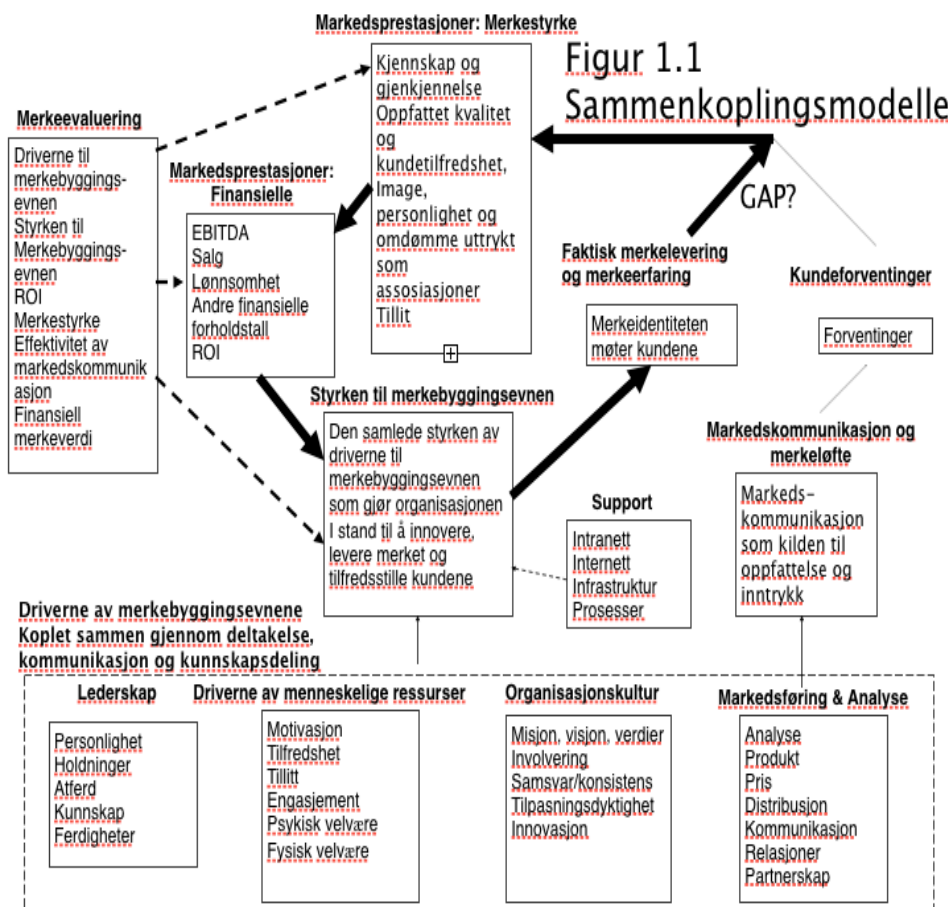 Markedsprestasjoner: Merkestyrke
Kjennskap og
gjenkjennelse
Oppfattet kvalitet
og
kundetilfredshet,
Image,
personlighet og
omdømme uttrykt
som
assosiasjoner
Tillit
Figur 1.1
Sammenkoplingsmodelle
Merkeevaluering
Driverne til
merkebyggings-
evnen
Styrken til
Merkebyggings-
evnen
ROI
Merkestyrke
Effektivitet av
markedskommunik
asjon
Finansiell
merkeverdi
Markedsprestasjoner:
Finansielle
EBITDA
Salg
Lønnsomhet
Andre finansielle
forholdstall
ROI
GAP?
Faktisk merkelevering
og merkeerfaring
Merkeidentiteten
møter kundene
Kundeforventinger
Forventinger
Styrken til merkebyggingsevnen
Den samlede styrken av
driverne til
merkebyggingsevnen
som gjør organisasjonen
I stand til å innovere,
levere merket og
tilfredsstille kundene
Support
Intranett
Internett
Infrastruktur
Prosesser
Markedskommunikasjon og
merkeløfte
Markeds-
kommunikasjon
som kilden til
oppfattelse og
inntrykk
Driverne av merkebyggingsevnene
Koplet sammen gjennom deltakelse,
kommunikasjon og kunnskapsdeling
Lederskap
Personlighet
Holdninger
Atferd
Kunnskap
Ferdigheter
Driverne av menneskelige ressurser
Motivasjon
Tilfredshet
Tillitt
Engasjement
Psykisk velvære
Fysisk velvære
Organisasjonskultur
Misjon, visjon, verdier
Involvering
Samsvar/konsistens
Tilpasningsdyktighet
Innovasjon
Markedsføring & Analyse
Analyse
Produkt
Pris
Distribusjon
Kommunikasjon
Relasjoner
Partnerskap